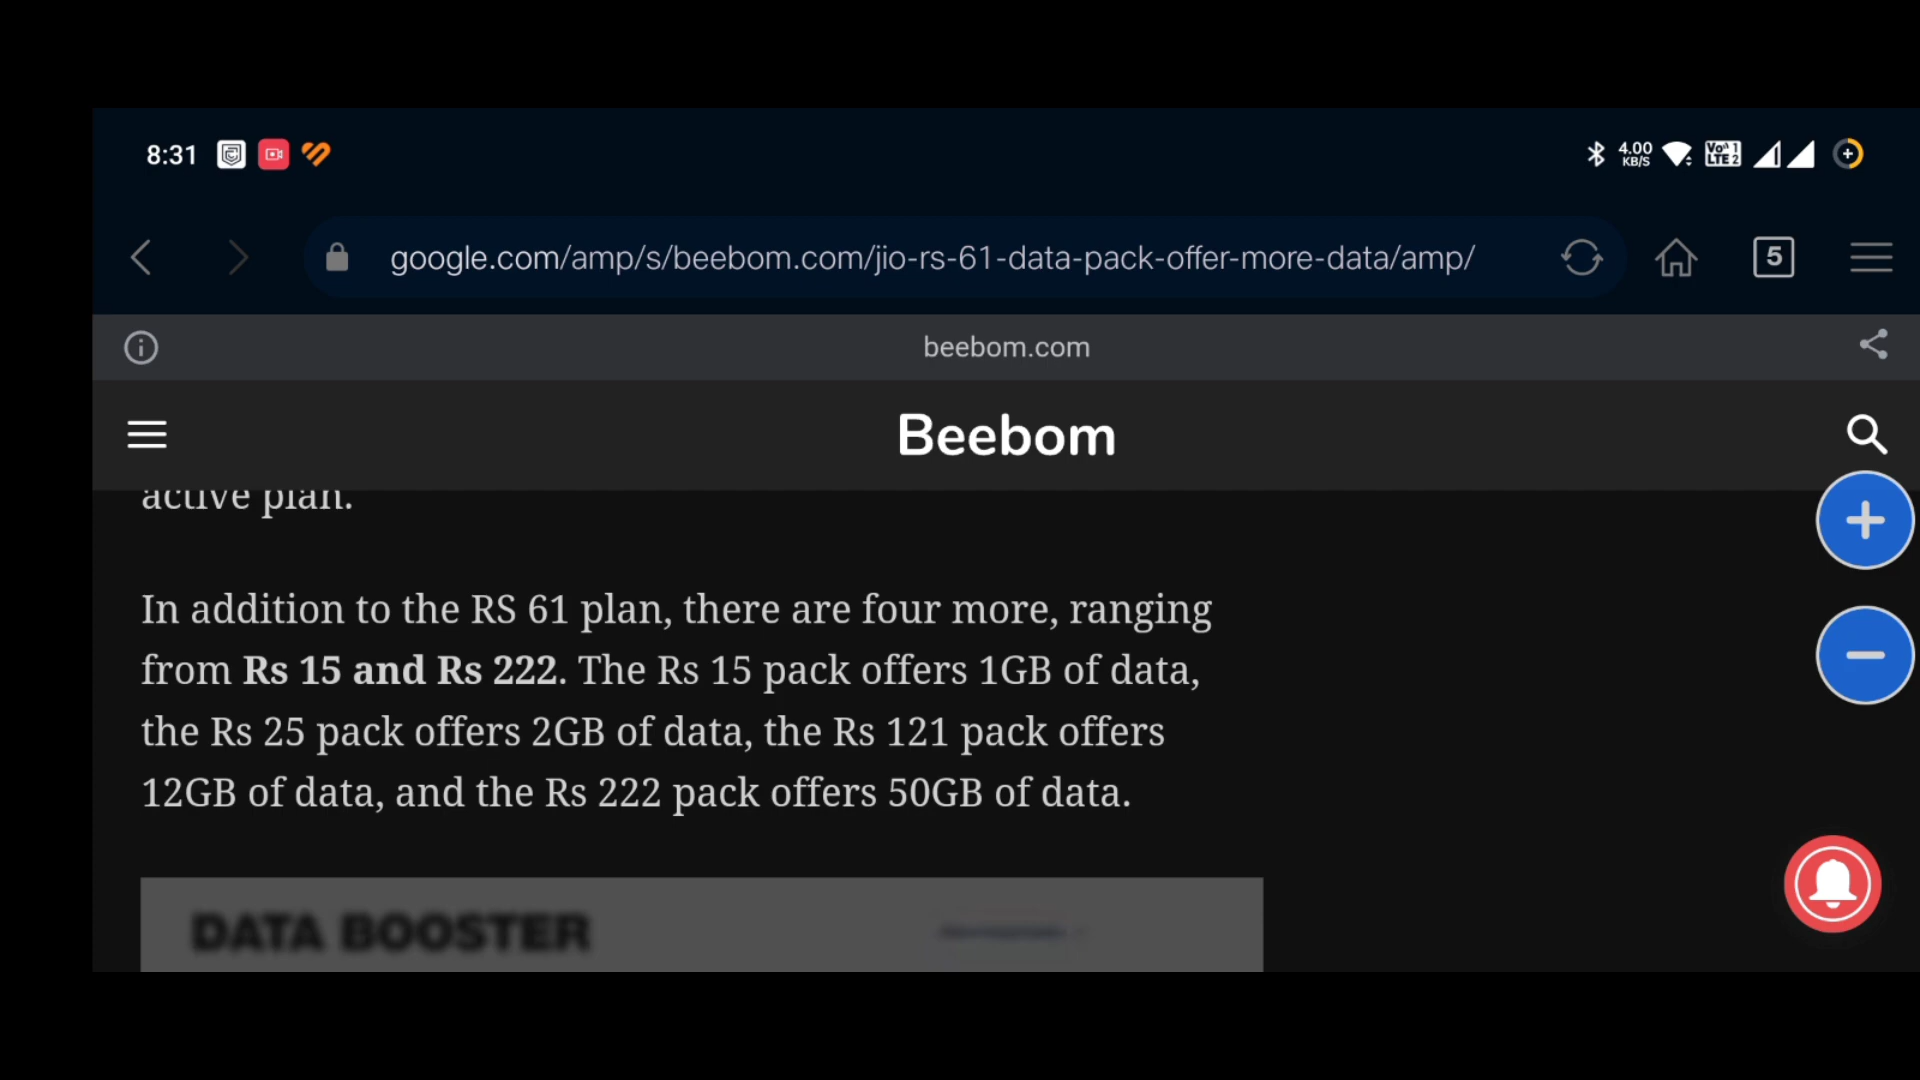 8:31
4.00
KB/S
Vo 1
LTE 2
google.com/amp/s/beebom.com/jio-rs-61-data-pack-offer-more-data/amp/
5
beebom.com
Beebom
active plan.
In addition to the RS 61 plan, there are four more, ranging
from Rs 15 and Rs 222. The Rs 15 pack offers 1GB of data,
the Rs 25 pack offers 2GB of data, the Rs 121 pack offers
12GB of data, and the Rs 222 pack offers 50GB of data.
DATA BOOSTER